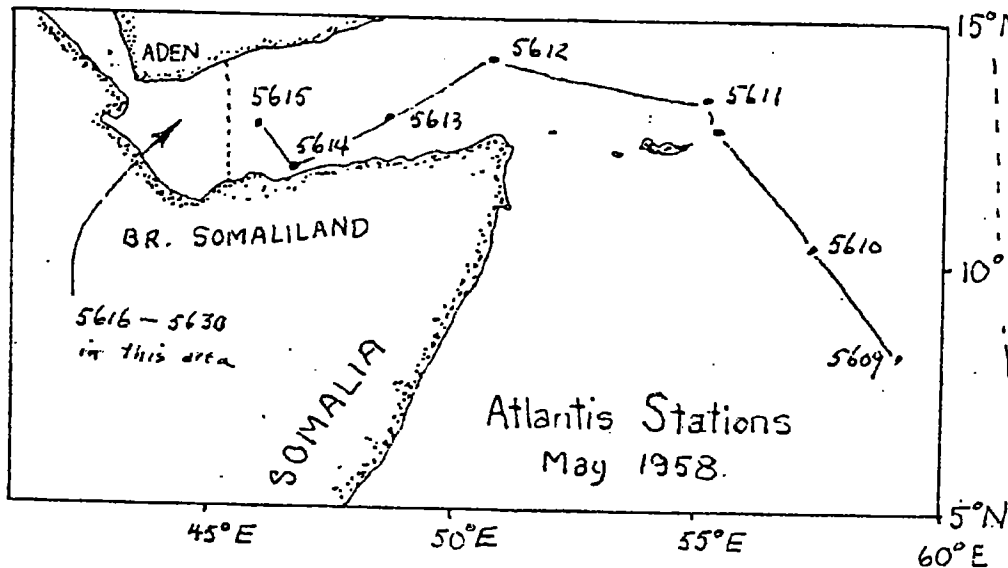 15°N
ADEN
5612
5615
5611
5613
5614
BR. SOMALILAND
5610
10°
5616 - 5630
in this area
5609
SOMALIA
Atlantis Stations
May 1958.
5°N
45°E
50°E
55°E
60°E